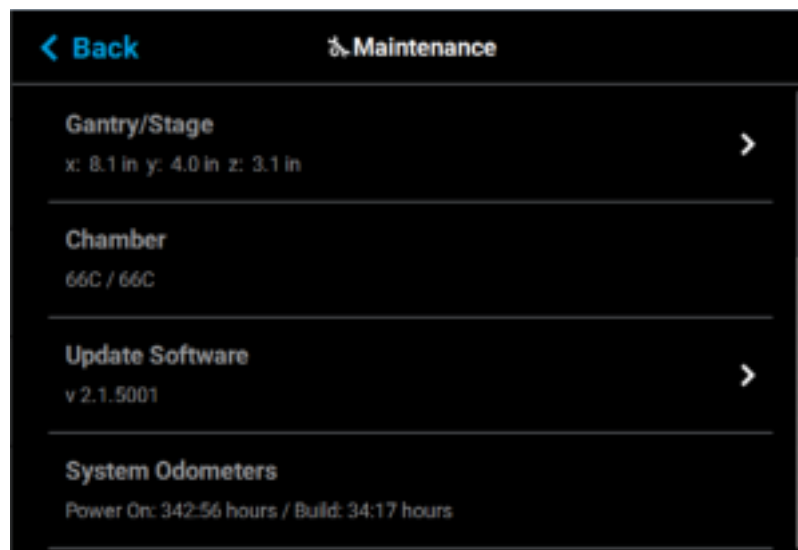 Back
Maintenance
Gantry/Stage
x: 8.1 in y: 4.0 in z: 3.1 in
Chamber
66C / 66C
Update Software
v 2.1.5001
System Odometers
Power On: 342:56 hours / Build: 34:17 hours